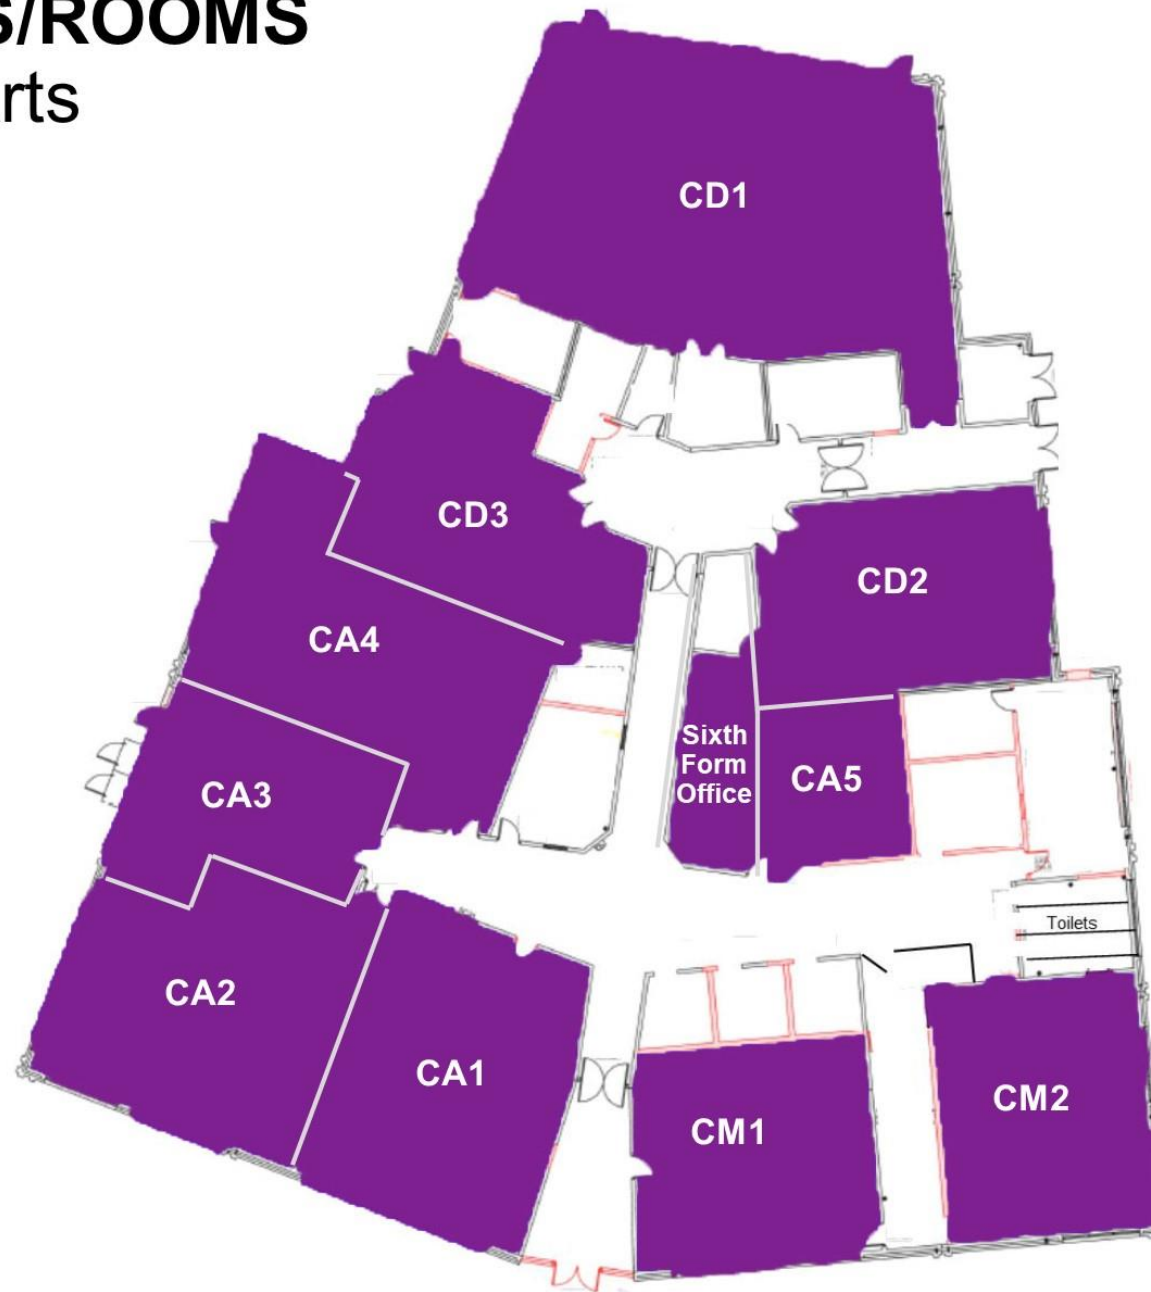 S/ROOMS
rts
CD1
CD3
CD2
CA4
Sixth
Form
Office
CA5
CA3
Toilets
CA2
CA1
CM2
CM1